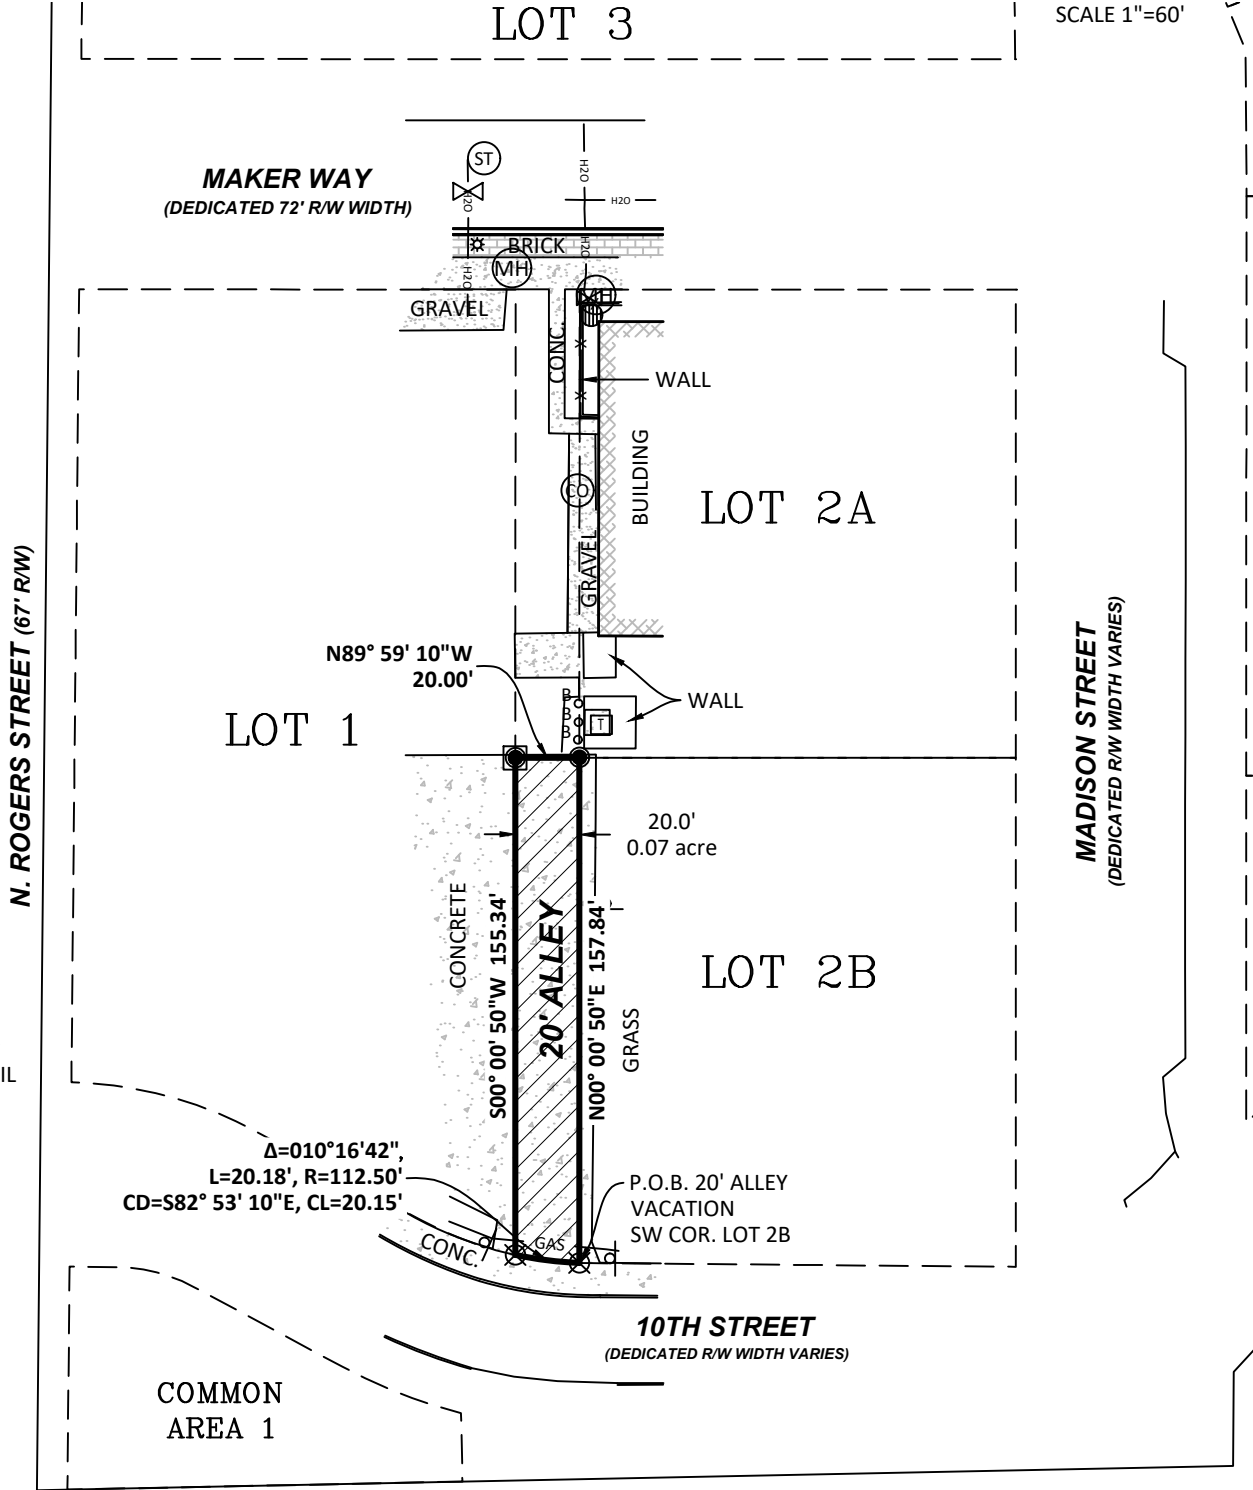 LOT 3
SCALE 1"=60'
MAKER WAY
(DEDICATED 72' R/W WIDTH)
ST
H2O
H2O
H2O
BRICK
H2O
MH
H2O
MH
GRAVEL
CONC.
WALL
BUILDING
LOT 2A
CO
GRAVEL
N. ROGERS STREET (67' R/W)
N89° 59' 10"W
20.00'
WALL
B
B
B
T
LOT 1
MADISON STREET
(DEDICATED R/W WIDTH VARIES)
20.0'
0.07 acre
CONCRETE
S00° 00' 50"W 155.34'
20' ALLEY
N00° 00' 50"E 157.84'
GRASS
LOT 2B
IL
Δ=010°16'42",
L=20.18', R=112.50'
CD=S82° 53' 10"E, CL=20.15'
P.O.B. 20' ALLEY
VACATION
SW COR. LOT 2B
CONC.
GAS
10TH STREET
(DEDICATED R/W WIDTH VARIES)
COMMON
AREA 1